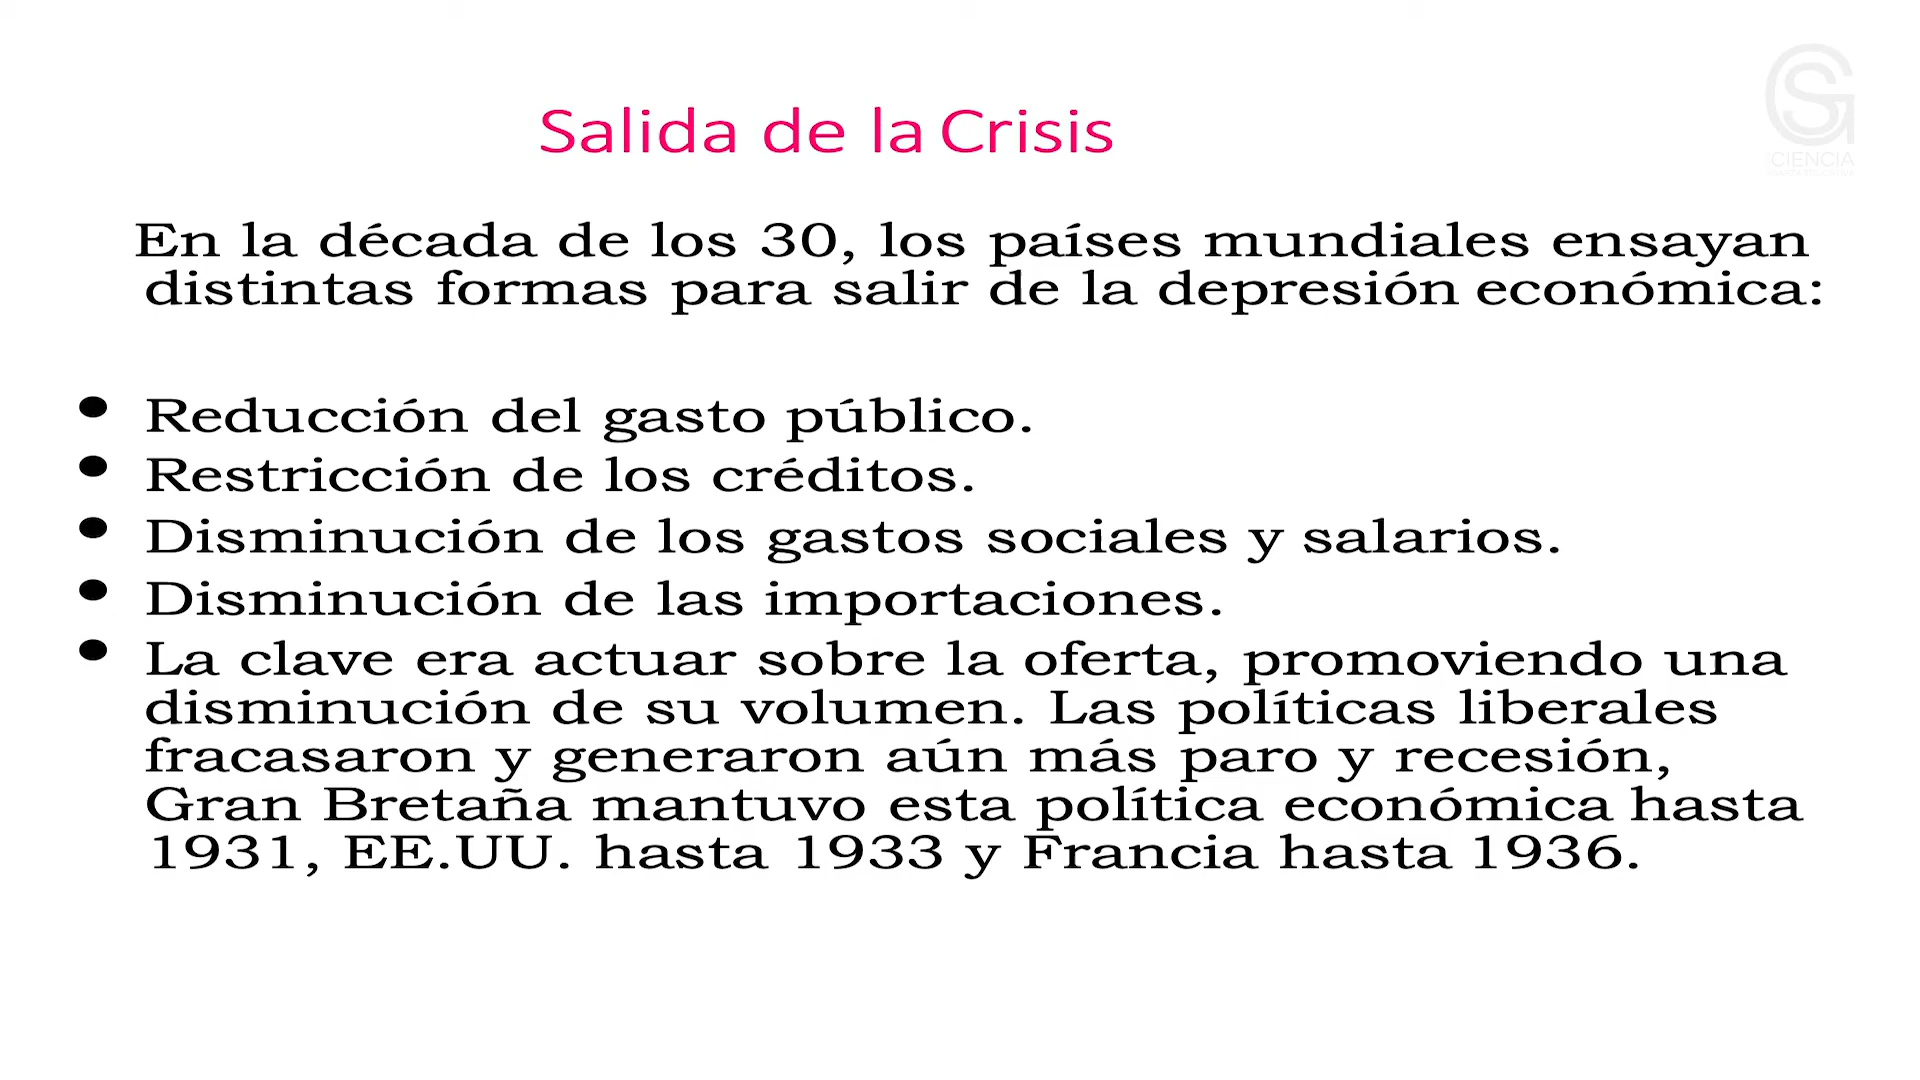 Salida de la Crisis
CIENCIA
En la década de los 30, los países mundiales ensayan
distintas formas para salir de la depresión económica:
• Reducción del gasto público.
• Restricción de los créditos.
• Disminución de los gastos sociales y salarios.
• Disminución de las importaciones.
• La clave era actuar sobre la oferta, promoviendo una
disminución de su volumen. Las políticas liberales
fracasaron y generaron aún más paro y recesión,
Gran Bretaña mantuvo esta política económica hasta
1931, EE.UU. hasta 1933 y Francia hasta 1936.